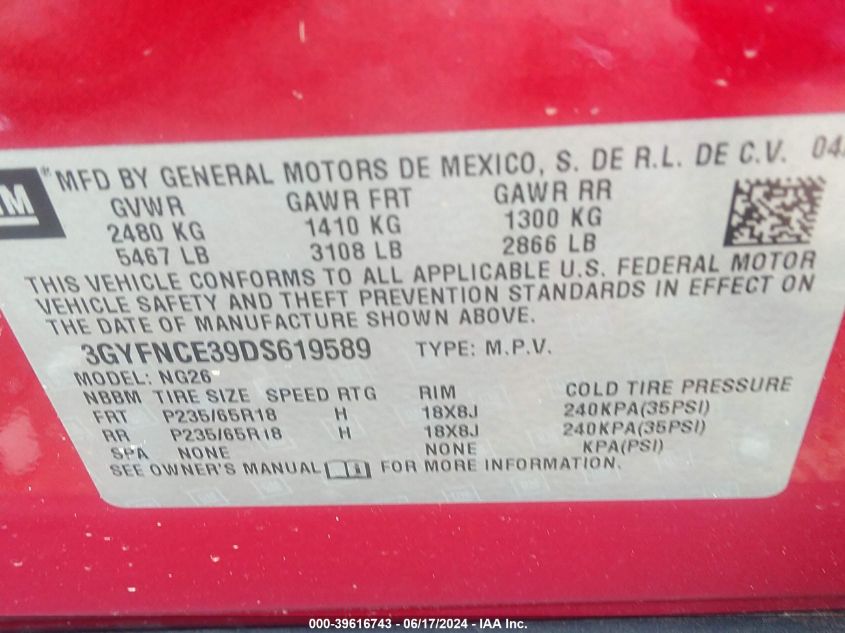 GM
® MFD BY GENERAL MOTORS DE MEXICO, S. DE R.L. DE C.V. 04
GVWR GAWR FRT GAWR RR
2480 KG 1410 KG 1300 KG
5467 LB 3108 LB 2866 LB
THIS VEHICLE CONFORMS TO ALL APPLICABLE U.S. FEDERAL MOTOR
VEHICLE SAFETY AND THEFT PREVENTION STANDARDS IN EFFECT ON
THE DATE OF MANUFACTURE SHOWN ABOVE.
3GYFNCE39DS619589 TYPE: M.P.V.
MODEL: NG26
NBBM TIRE SIZE SPEED RTG RIM COLD TIRE PRESSURE
FRT P235/65R18 H 18X8J 240KPA(35PSI)
RR P235/65R18 H 18X8J 240KPA(35PSI)
SPA NONE NONE KPA(PSI)
SEE OWNER'S MANUAL FOR MORE INFORMATION.
000-39616743 - 06/17/2024 - IAA Inc.